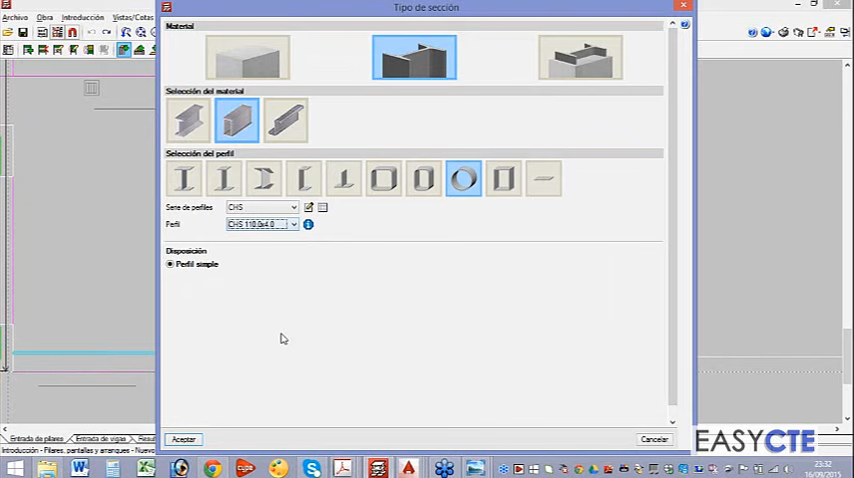 Tipo de sección
Archivo Obra Introducción Vistas/Cotas
Material
Selección del material
Selección del perfil
Serie de perfiles CHS
Perfil CHS 110.0x4.0
Disposición
Perfil simple
Aceptar Cancelar
EASYCTE
Entrada de pilares Entrada de vigas
Introducción - Pilares, pantallas y arranques - Nuevo
CYPE
23:32
16/09/2015